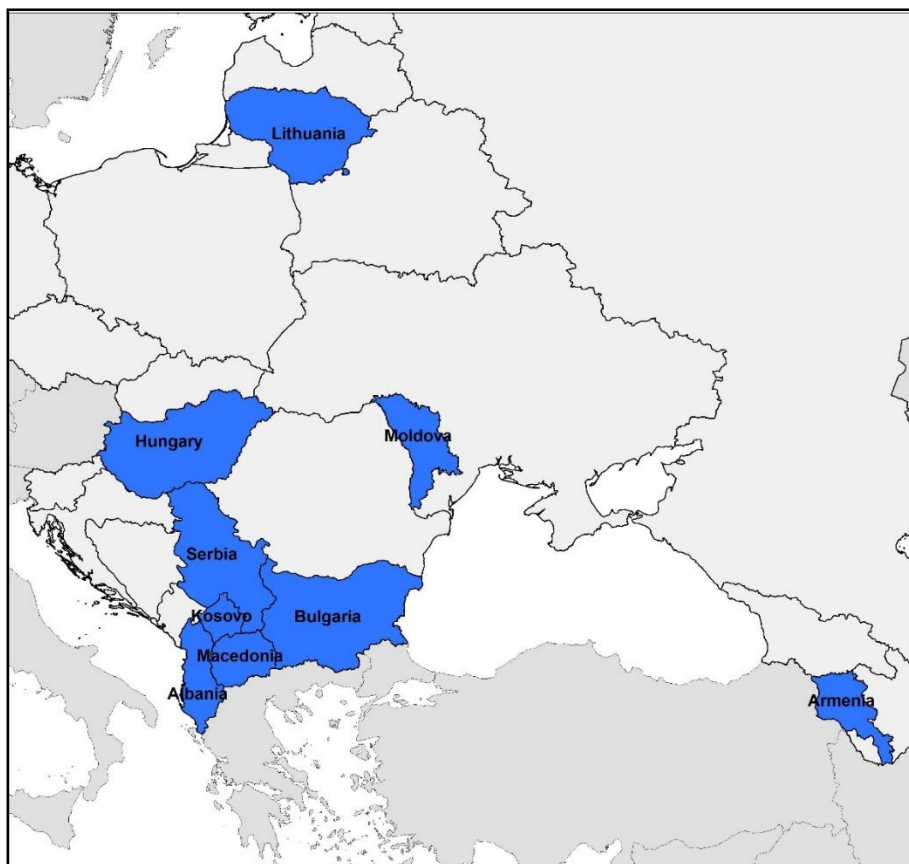 Lithuania
Hungary
Moldova
Serbia
Kosovo
Bulgaria
Macedonia
Albania
Armenia